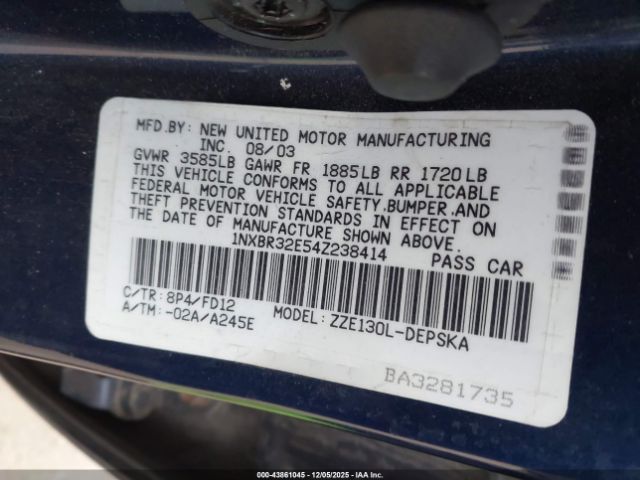 MFD.BY: NEW UNITED MOTOR MANUFACTURING
INC. 08/03
GVWR 3585LB GAWR FR 1885LB RR 1720LB
THIS VEHICLE CONFORMS TO ALL APPLICABLE
FEDERAL MOTOR VEHICLE SAFETY,BUMPER,AND
THEFT PREVENTION STANDARDS IN EFFECT ON
THE DATE OF MANUFACTURE SHOWN ABOVE.
1NXBR32E54Z238414 PASS CAR
C/TR: 8P4/FD12
A/TM: -02A/A245E MODEL: ZZE130L-DEPSKA
BA3281735
000-43861045 - 12/05/2025 - IAA Inc.